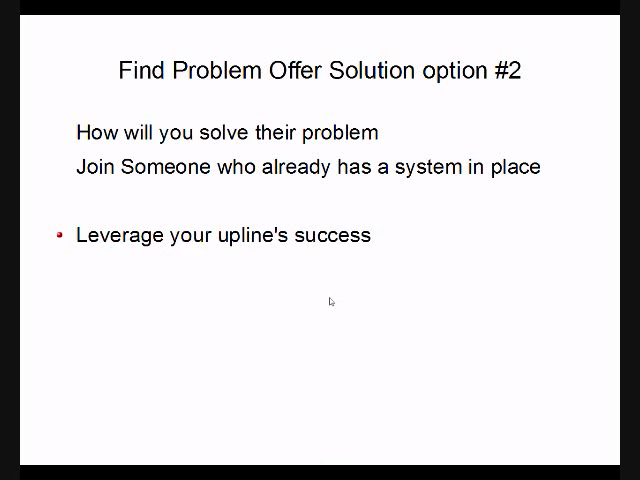 Find Problem Offer Solution option #2
How will you solve their problem
Join Someone who already has a system in place
Leverage your upline's success